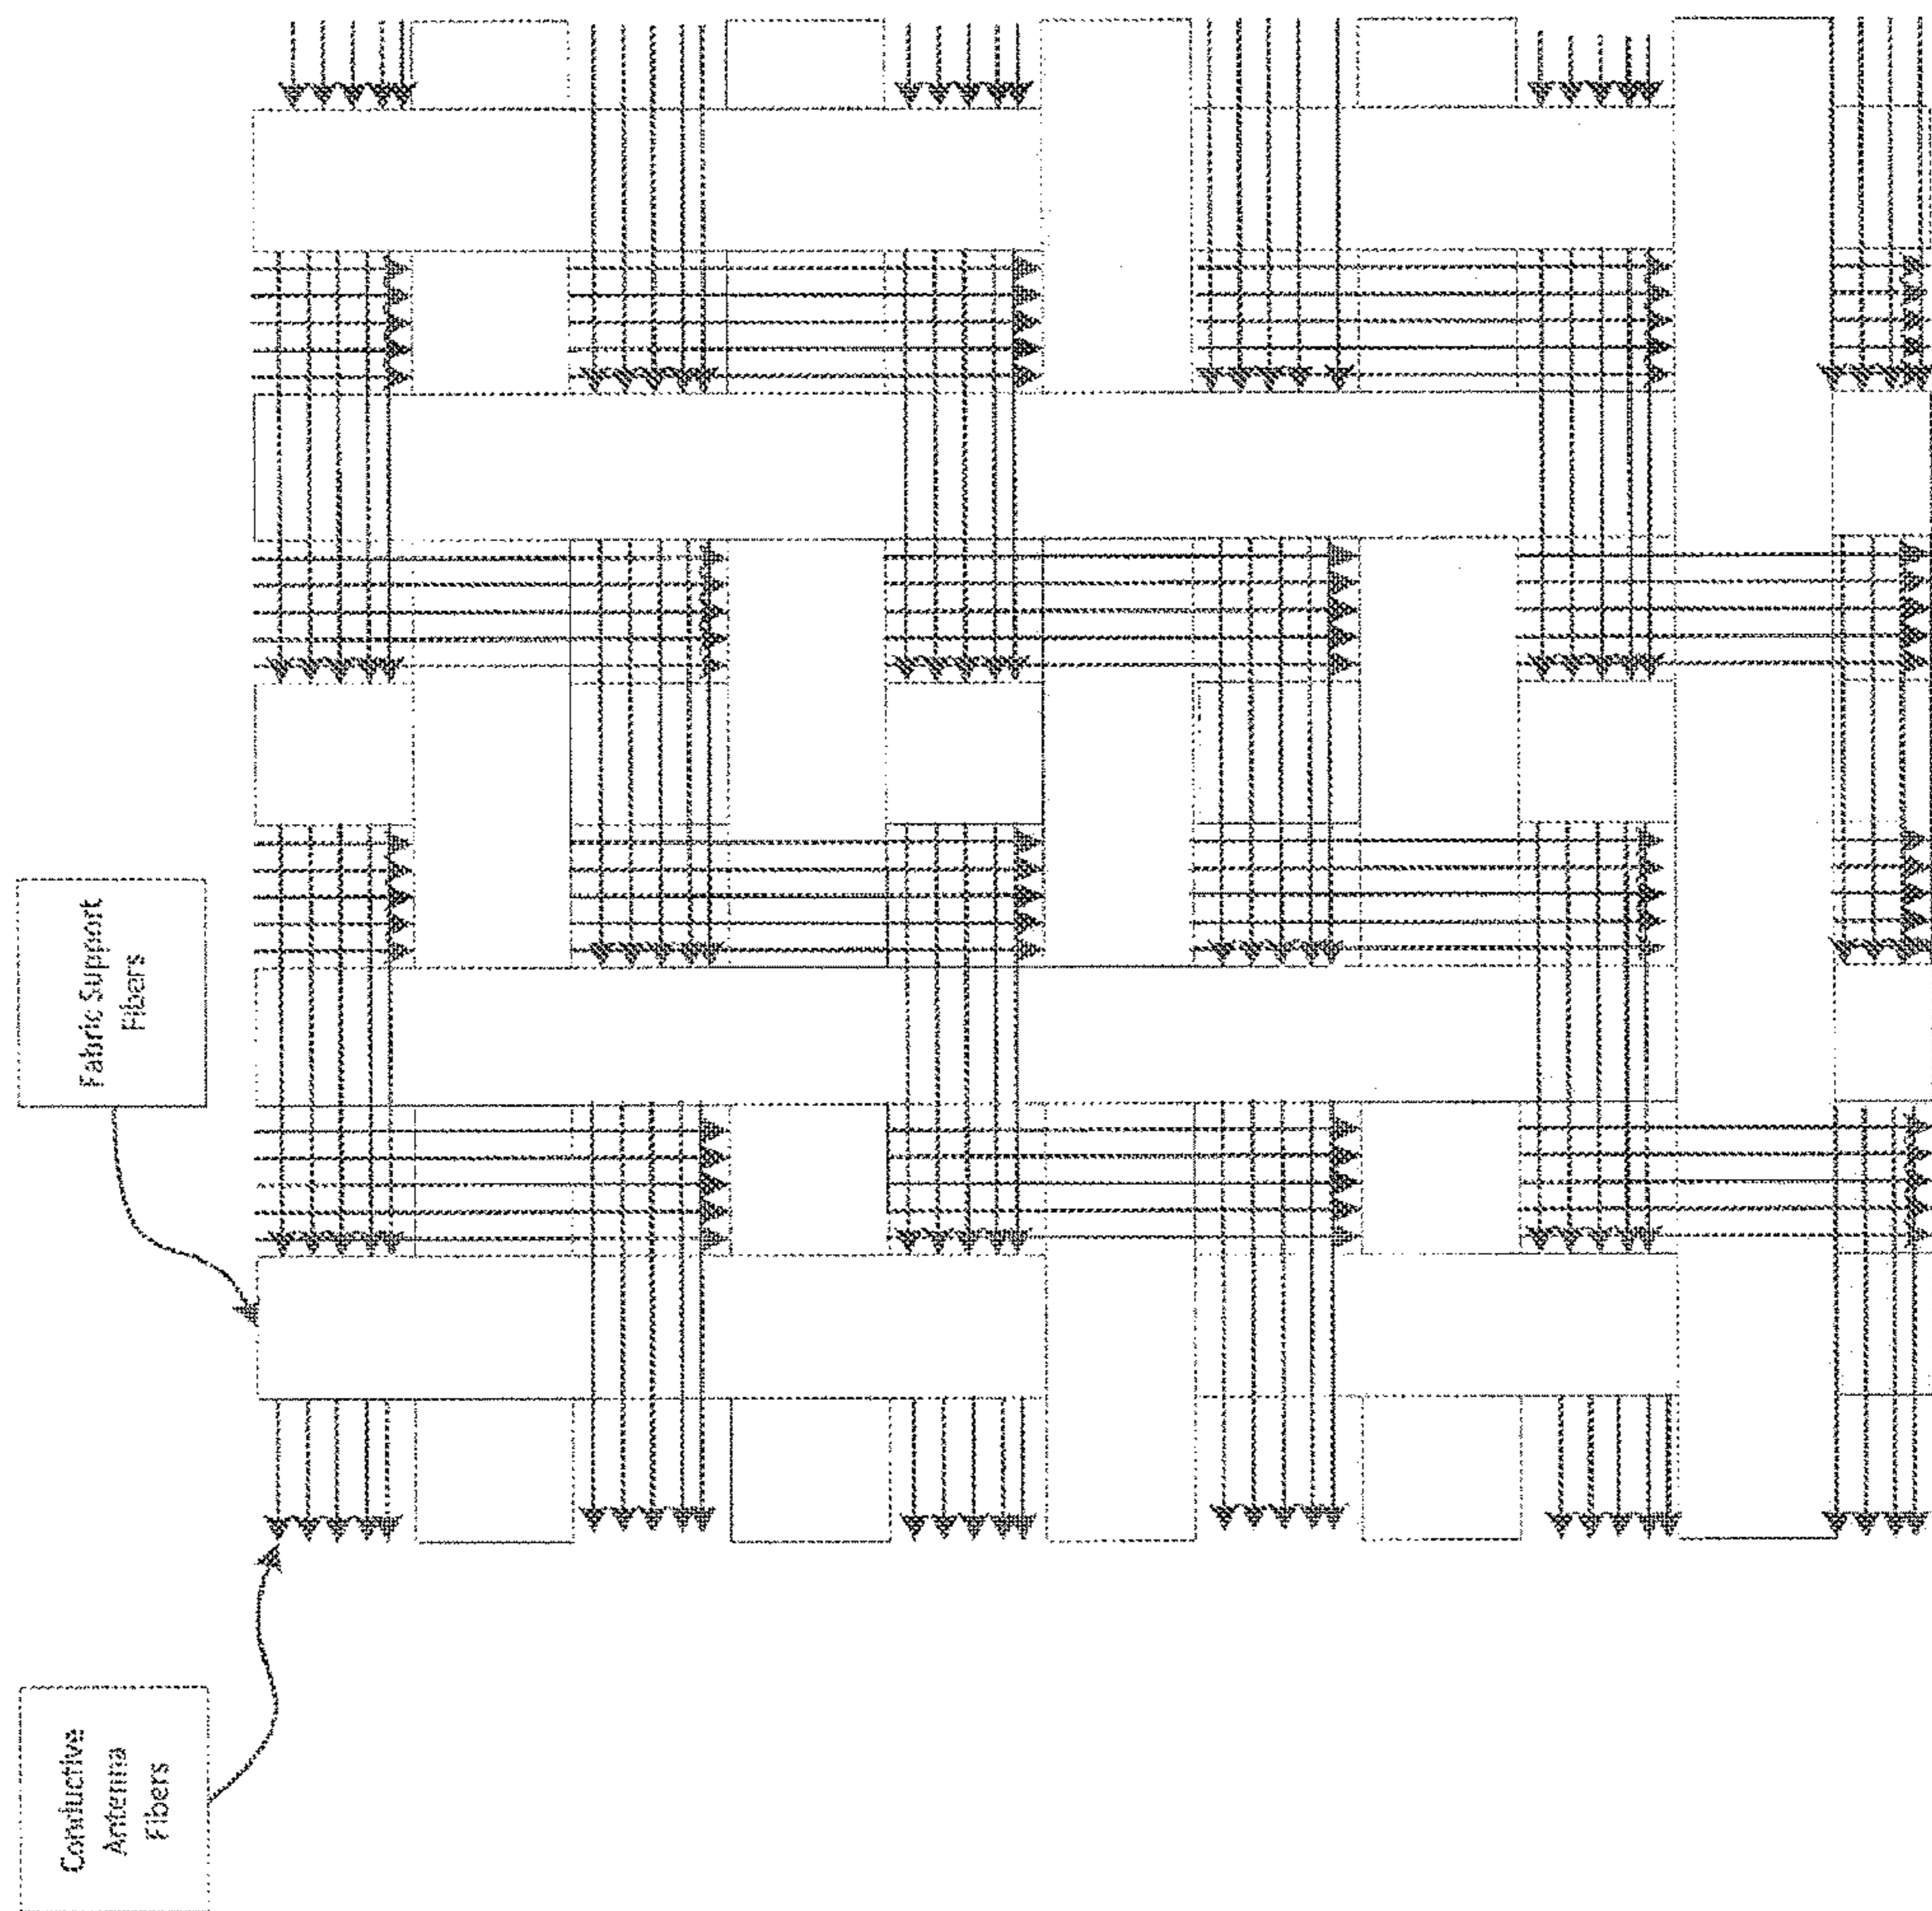 Fabric Support
Fibers
Conductive
Antenna
Fibers